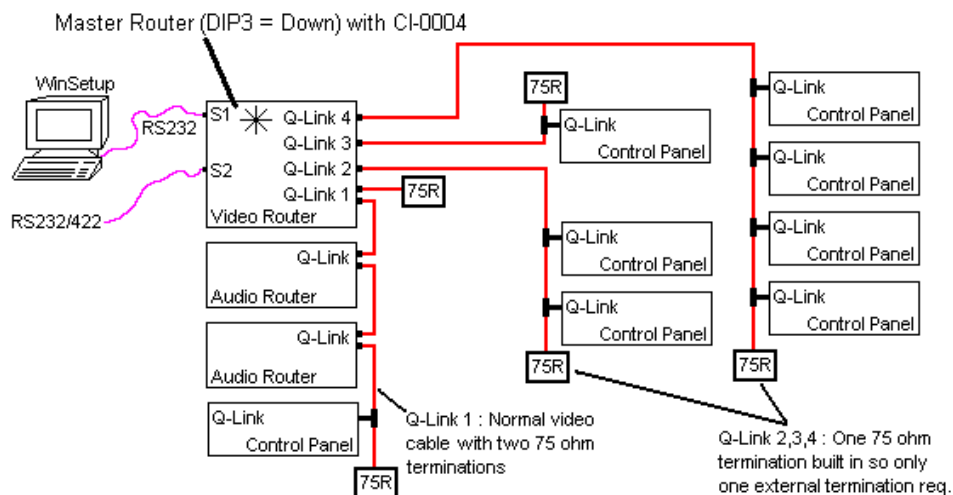 Master Router (DIP3 = Down) with CI-0004
WinSetup
RS232
RS232/422
S1
S2
Q-Link 4
Q-Link 3
Q-Link 2
Q-Link 1
Video Router
75R
Q-Link
Audio Router
Q-Link
Audio Router
Q-Link
Control Panel
75R
Q-Link 1 : Normal video
cable with two 75 ohm
terminations
75R
Q-Link
Control Panel
Q-Link
Control Panel
Q-Link
Control Panel
75R
Q-Link
Control Panel
Q-Link
Control Panel
Q-Link
Control Panel
Q-Link
Control Panel
75R
Q-Link 2,3,4 : One 75 ohm
termination built in so only
one external termination req.